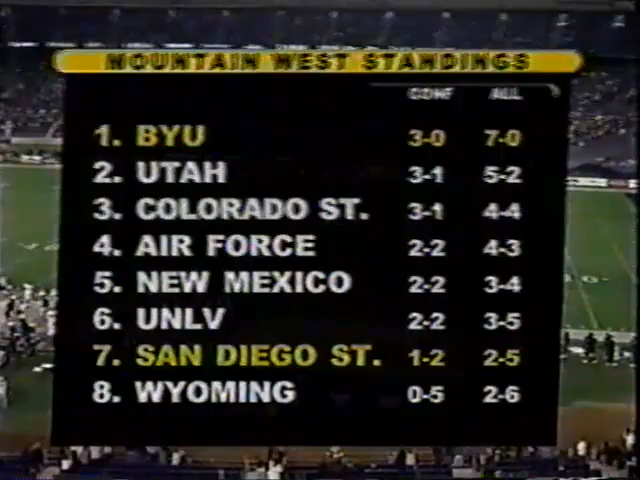 MOUNTAIN WEST STANDINGS
CONF ALL
1. BYU 3-0 7-0
2. UTAH 3-1 5-2
3. COLORADO ST. 3-1 4-4
4. AIR FORCE 2-2 4-3
5. NEW MEXICO 2-2 3-4
6. UNLV 2-2 3-5
7. SAN DIEGO ST. 1-2 2-5
8. WYOMING 0-5 2-6